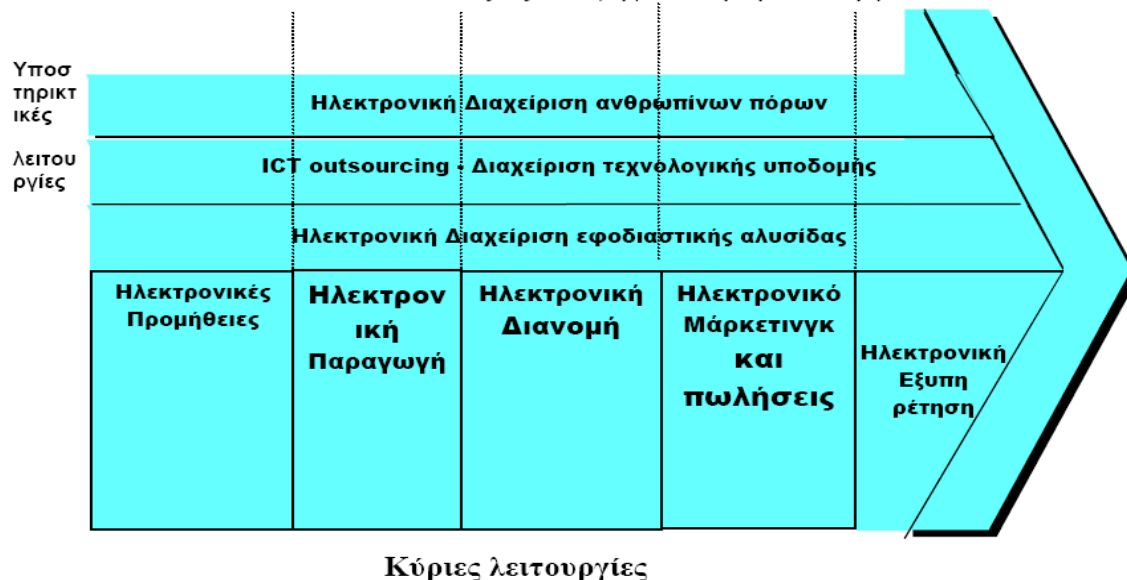 Υποσ
τηρικτ
ικές
Ηλεκτρονική Διαχείριση ανθρωπίνων πόρων
λειτου
ργίες
ICT outsourcing - Διαχείριση τεχνολογικής υποδομής
Ηλεκτρονική Διαχείριση εφοδιαστικής αλυσίδας
Ηλεκτρονικές
Προμήθειες
Ηλεκτρον
ική
Παραγωγή
Ηλεκτρονική
Διανομή
Ηλεκτρονικό
Μάρκετινγκ
και
πωλήσεις
Ηλεκτρονική
Εξυπη
ρέτηση
Κύριες λειτουργίες